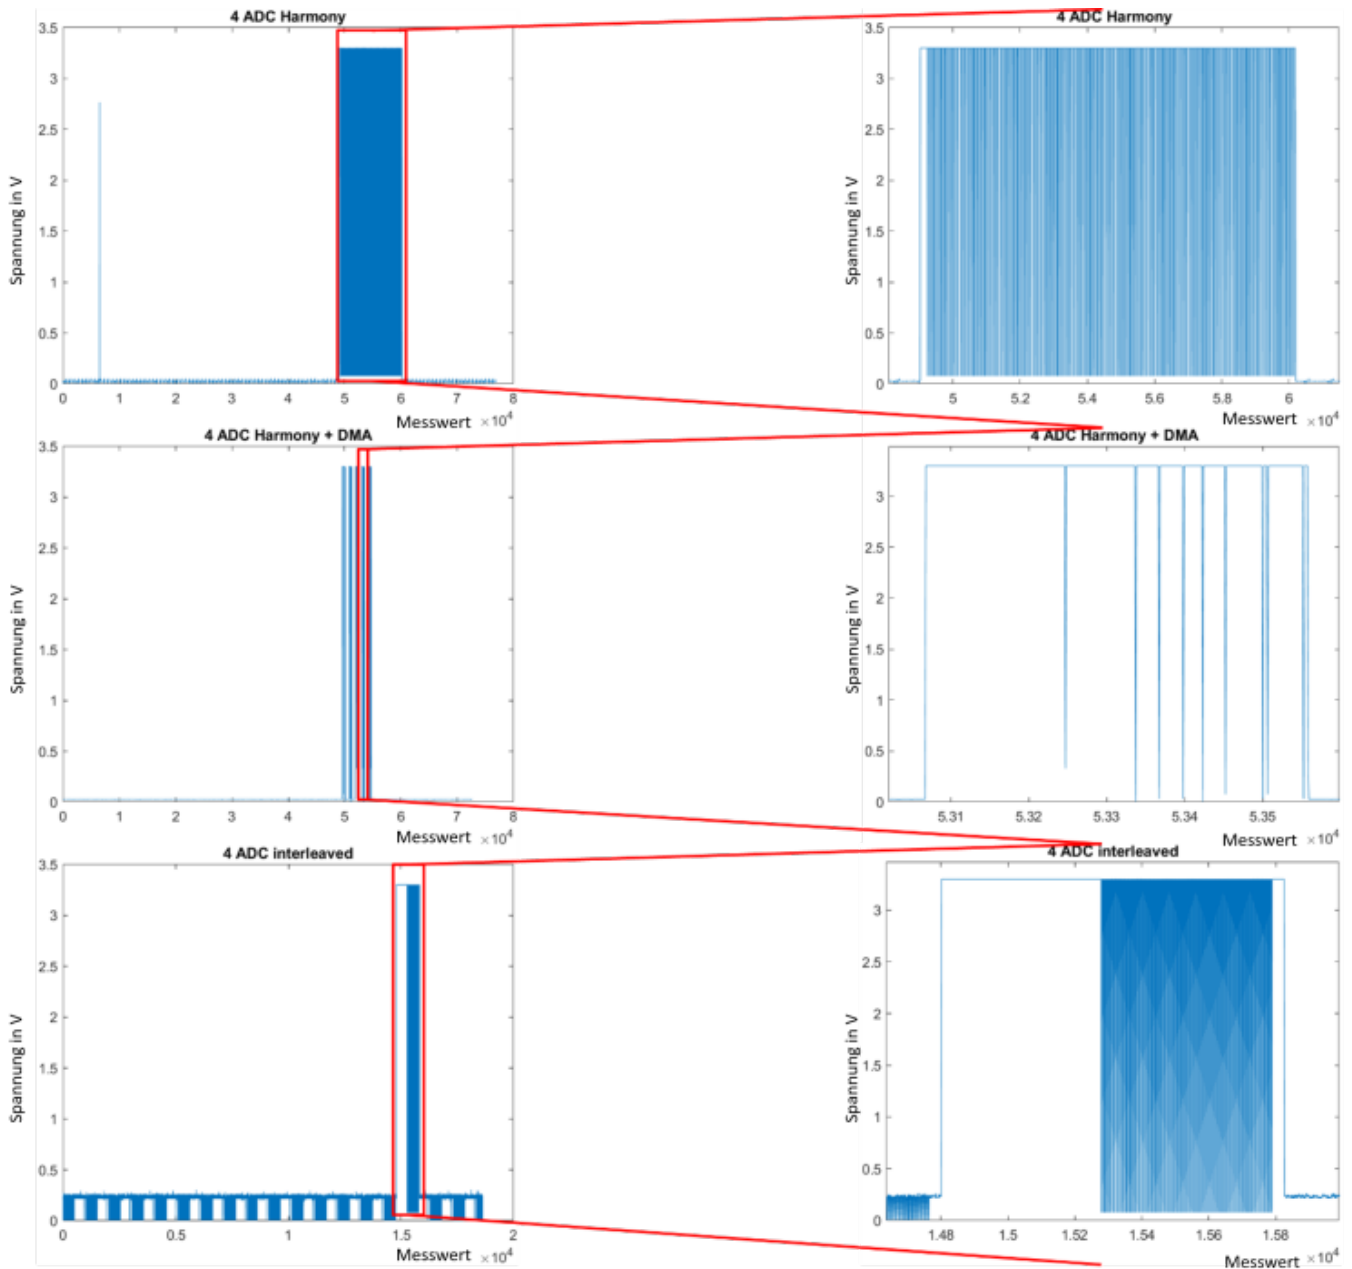 4 ADC Harmony
3.5
3
2.5
2
1.5
1
0.5
0
0 1 2 3 4 5 6 7 8
Spannung in V
Messwert ×10⁴
4 ADC Harmony
3.5
3
2.5
2
1.5
1
0.5
0
5 5.2 5.4 5.6 5.8 6
Spannung in V
Messwert ×10⁴
4 ADC Harmony + DMA
3.5
3
2.5
2
1.5
1
0.5
0
0 1 2 3 4 5 6 7 8
Spannung in V
Messwert ×10⁴
4 ADC Harmony + DMA
3
2.5
2
1.5
1
0.5
0
5.31 5.32 5.33 5.34 5.35
Spannung in V
Messwert ×10⁴
4 ADC interleaved
3.5
3
2.5
2
1.5
1
0.5
0
0 0.5 1 1.5 2
Spannung in V
Messwert ×10⁴
4 ADC interleaved
3
2.5
2
1.5
1
0.5
0
1.48 1.5 1.52 1.54 1.56 1.58
Spannung in V
Messwert ×10⁴